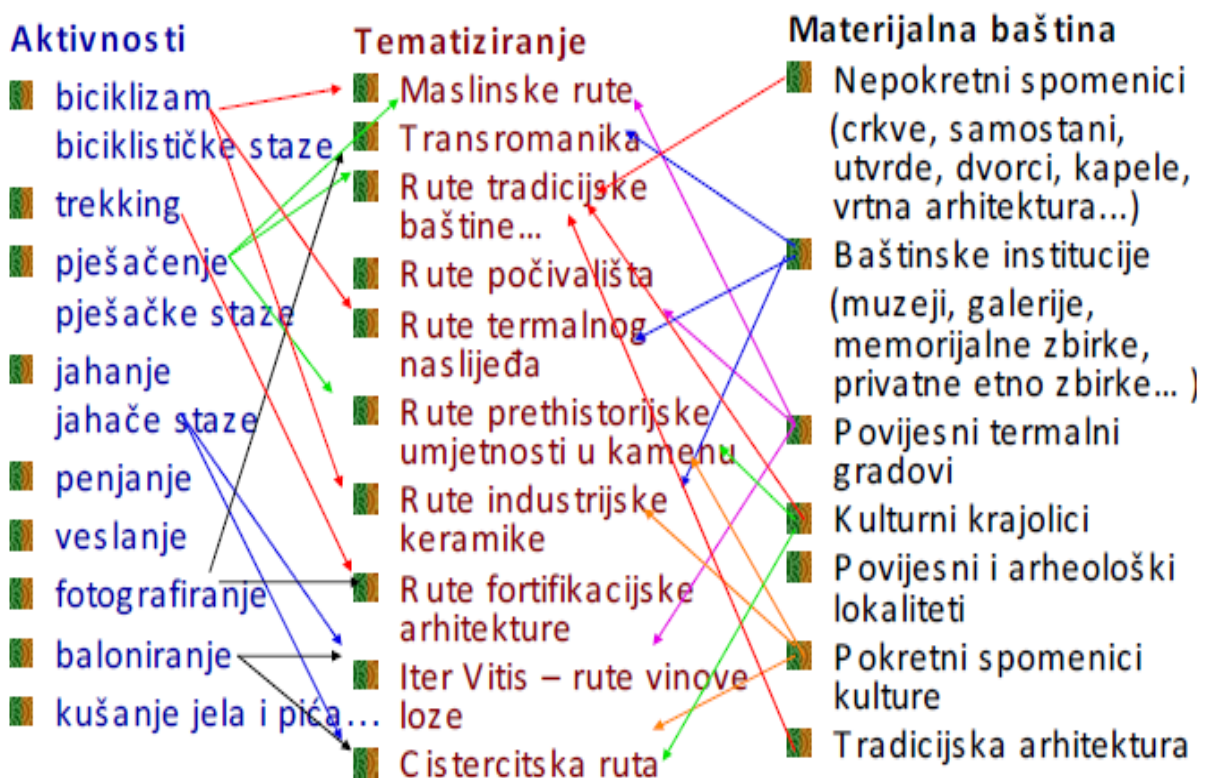 Aktivnosti
biciklizam
biciklističke staze
trekking
pješačenje
pješačke staze
jahanje
jahače staze
penjanje
veslanje
fotografiranje
baloniranje
kušanje jela i pića...
Tematiziranje
Maslinske rute
Transromanika
Rute tradicijske
baštine...
Rute počivališta
Rute termalnog
naslijeđa
Rute prethistorijske
umjetnosti u kamenu
Rute industrijske
keramike
Rute fortifikacijske
arhitekture
Iter Vitis – rute vinove
loze
Cistercitska ruta
Materijalna baština
Nepokretni spomenici
(crkve, samostani,
utvrde, dvorci, kapele,
vrtna arhitektura...)
Baštinske institucije
(muzeji, galerije,
memorijalne zbirke,
privatne etno zbirke... )
Povijesni termalni
gradovi
Kulturni krajolici
Povijesni i arheološki
lokaliteti
Pokretni spomenici
kulture
Tradicijska arhitektura